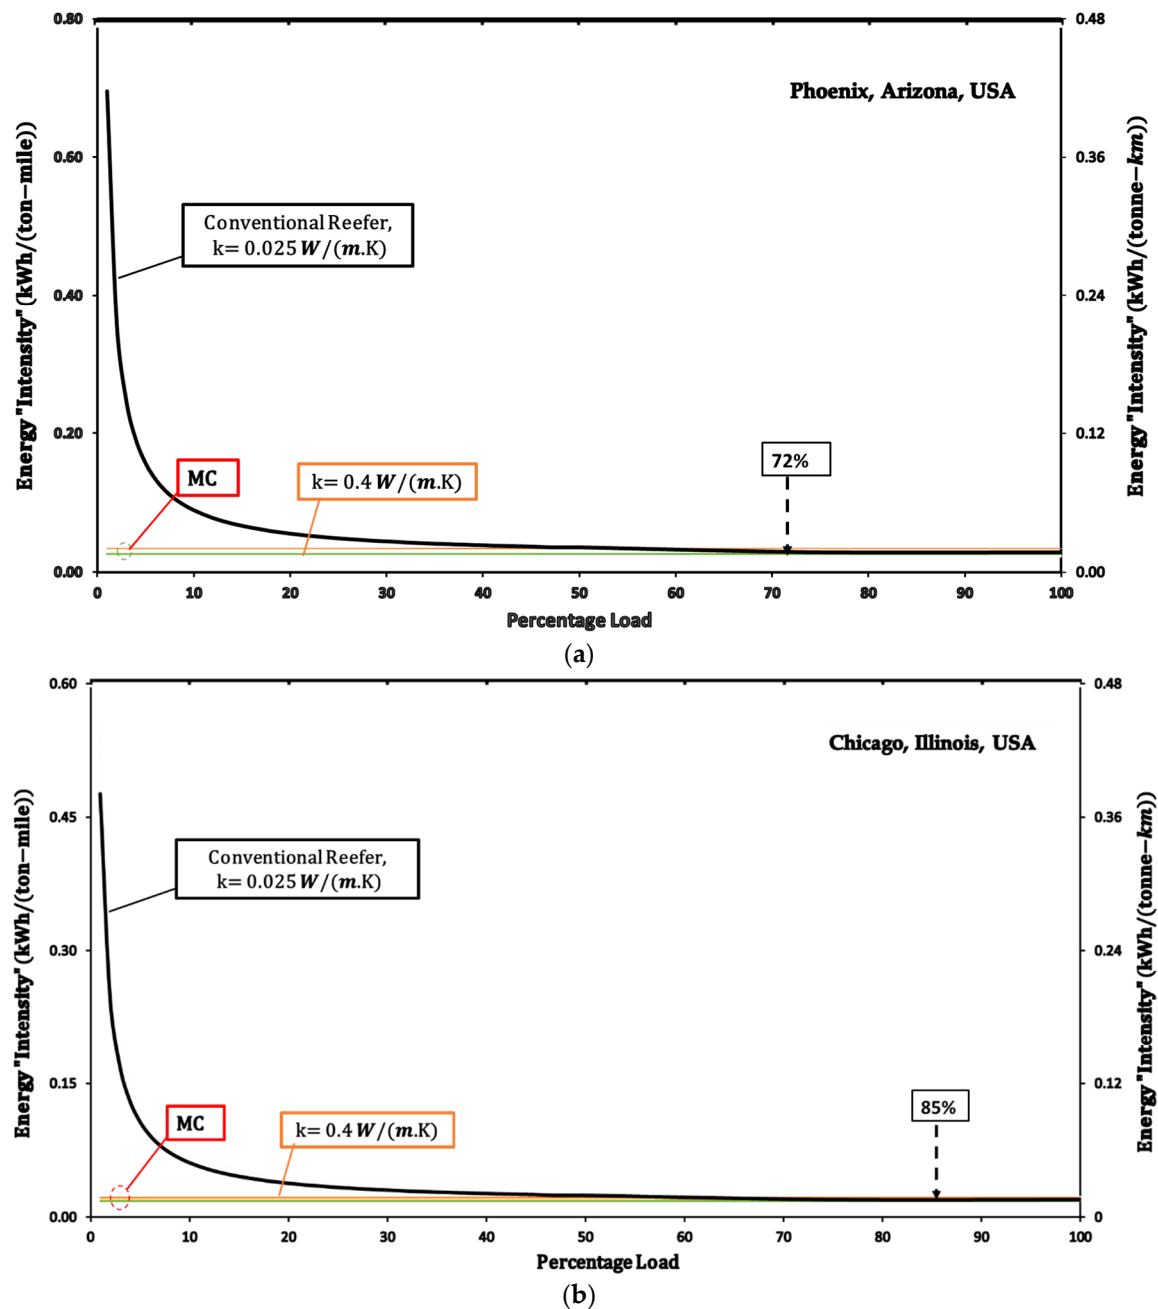 0.80
0.48
Phoenix, Arizona, USA
0.60
0.36
Conventional Reefer,
k= 0.025 W/(m.K)
0.40
0.24
0.20
0.12
MC
k= 0.4 W/(m.K)
72%
0.00
0.00
0 10 20 30 40 50 60 70 80 90 100
Percentage Load
Energy "Intensity" (kWh/(ton−mile))
Energy "Intensity" (kWh/(tonne−km))
(a)
0.60
0.48
Chicago, Illinois, USA
0.45
0.36
Conventional Reefer,
k= 0.025 W/(m.K)
0.30
0.24
0.15
0.12
MC
k= 0.4 W/(m.K)
85%
0.00
0
0 10 20 30 40 50 60 70 80 90 100
Percentage Load
Energy "Intensity" (kWh/(ton−mile))
Energy "Intensity" (kWh/(tonne−km))
(b)